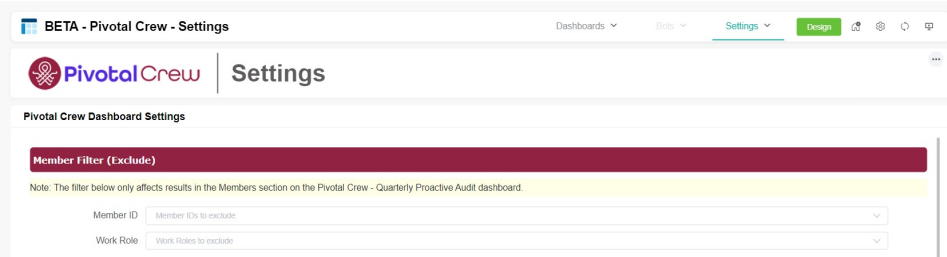 BETA - Pivotal Crew - Settings
Dashboards
Bots
Settings
Design
Pivotal Crew
Settings
Pivotal Crew Dashboard Settings
Member Filter (Exclude)
Note: The filter below only affects results in the Members section on the Pivotal Crew - Quarterly Proactive Audit dashboard.
Member ID
Member IDs to exclude
Work Role
Work Roles to exclude